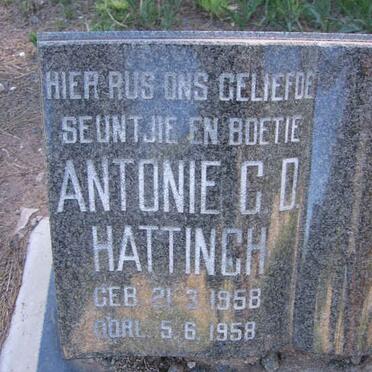 HIER RUS ONS GELIEFDE
SEUNTJIE EN BOETIE
ANTONIE C.D.
HATTINGH
GEB. 21.3.1958
OORL. 5.6.1958